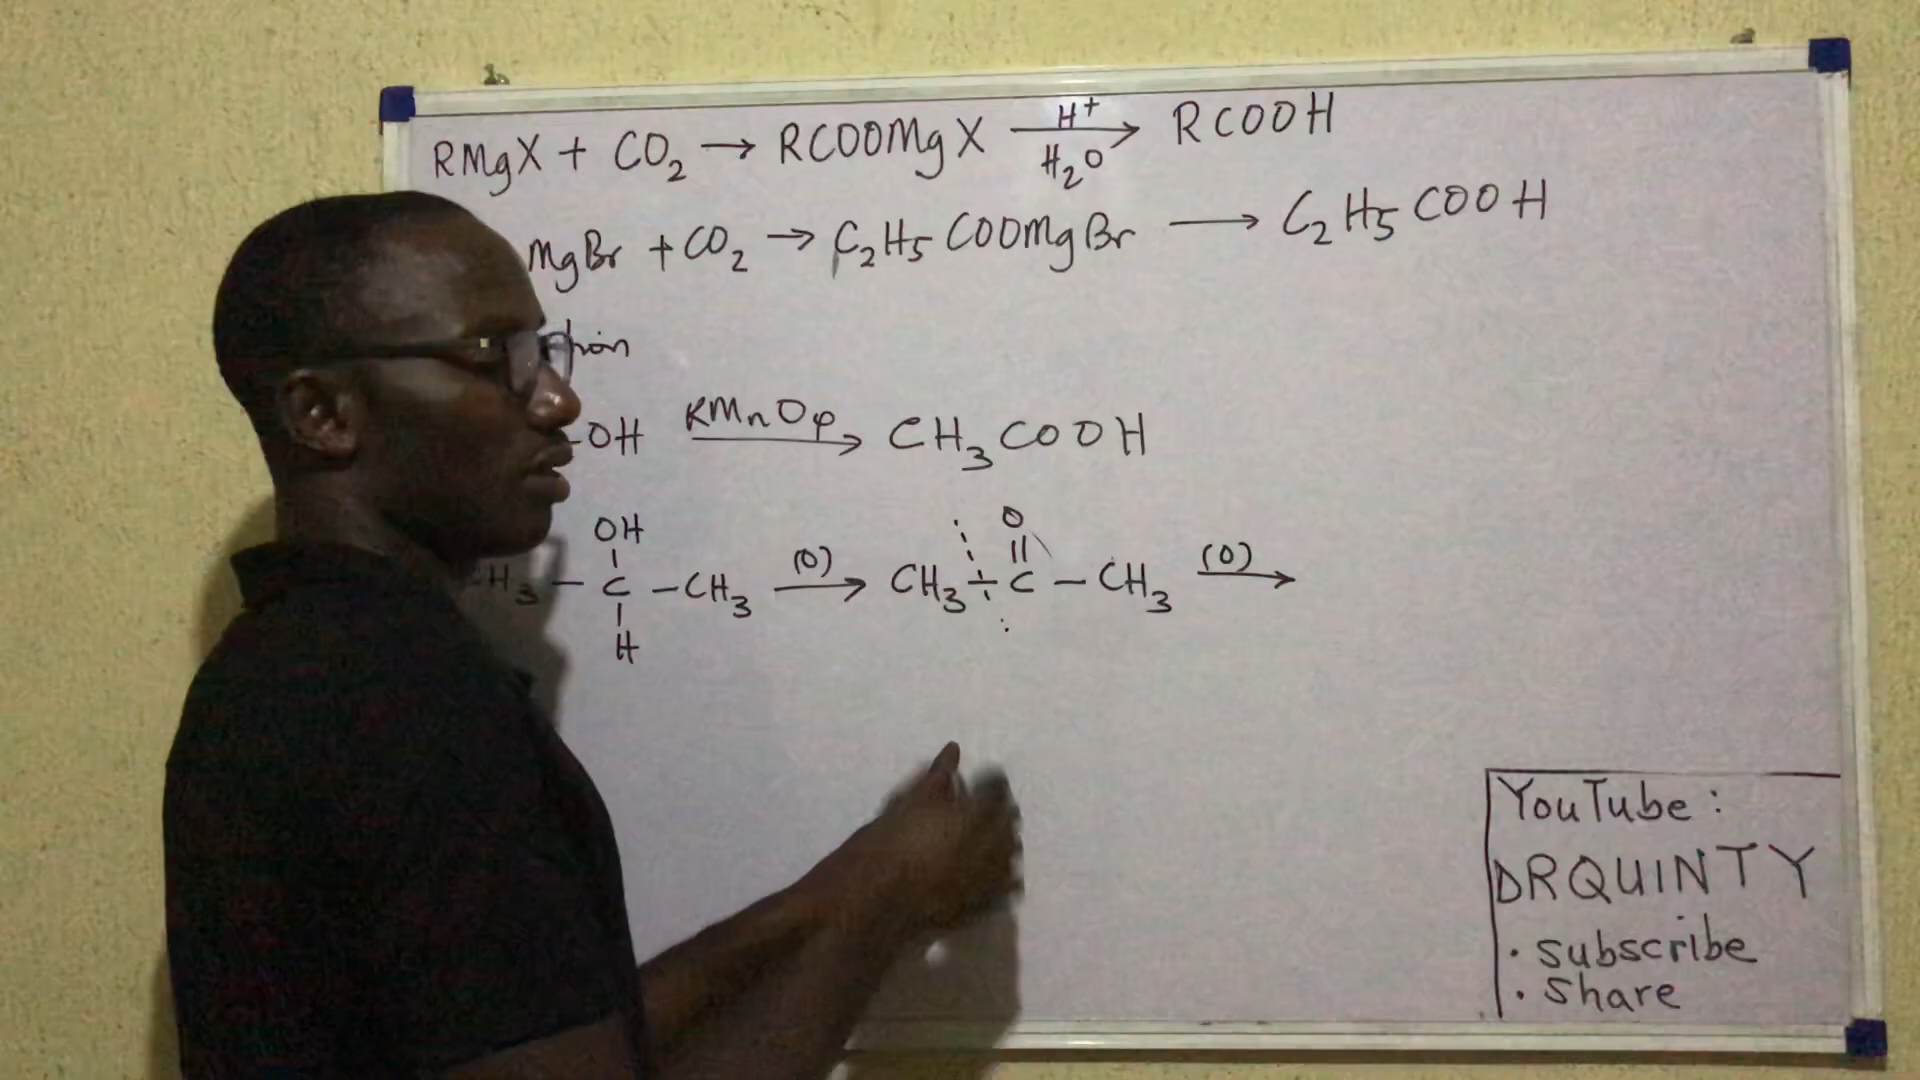 RMgX + CO2 → RCOOMgX H+ → H2O RCOOH
MgBr + CO2 → C2H5COOMgBr → C2H5COOH
-OH KMnO4 → CH3COOH
OH O
H3 — C — CH3 (O) → CH3 — C — CH3 (O) →
H
YouTube:
DRQUINTY
· subscribe
· share